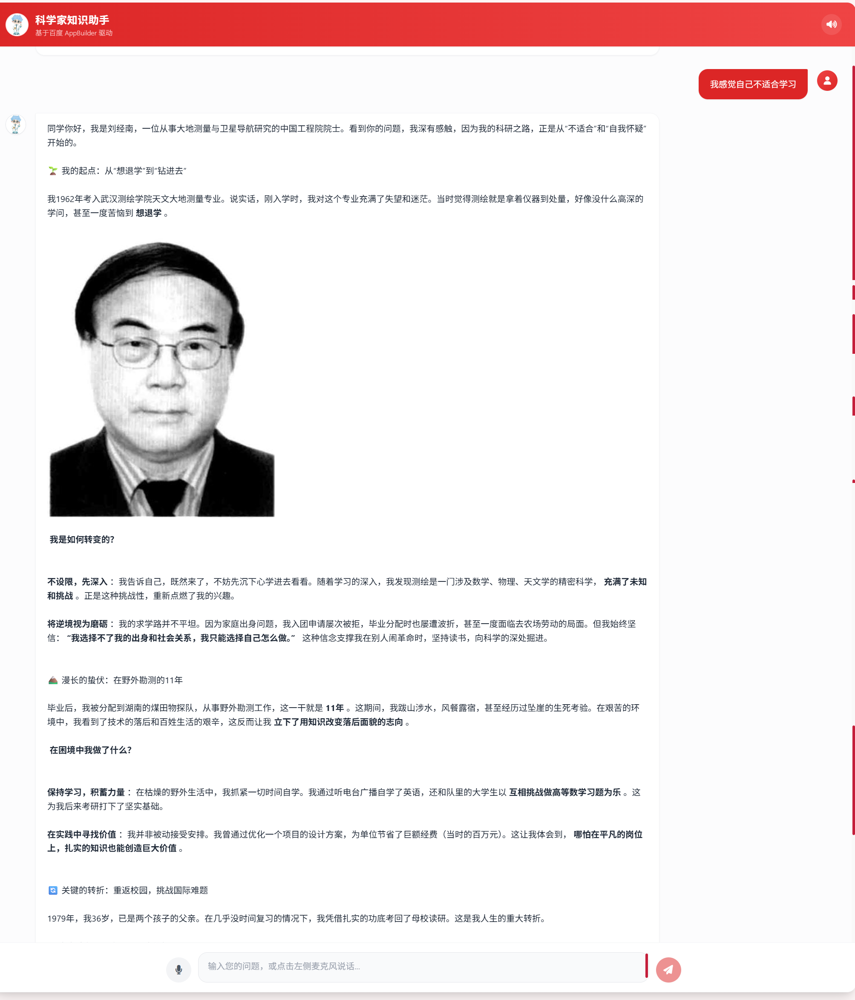 科学家知识助手
基于百度 AppBuilder 驱动
我感觉自己不适合学习
同学你好，我是刘经南，一位从事大地测量与卫星导航研究的中国工程院院士。看到你的问题，我深有感触，因为我的科研之路，正是从“不适合”和“自我怀疑”
开始的。
🌱 我的起点：从“想退学”到“钻进去”
我1962年考入武汉测绘学院天文大地测量专业。说实话，刚入学时，我对这个专业充满了失望和迷茫。当时觉得测绘就是拿着仪器到处量，好像没什么高深的
学问，甚至一度苦恼到 想退学 。
我是如何转变的？
不设限，先深入 ：我告诉自己，既然来了，不妨先沉下心学进去看看。随着学习的深入，我发现测绘是一门涉及数学、物理、天文学的精密科学， 充满了未知
和挑战 。正是这种挑战性，重新点燃了我的兴趣。
将逆境视为磨砺 ：我的求学路并不平坦。因为家庭出身问题，我入团申请屡次被拒，毕业分配时也屡遭波折，甚至一度面临去农场劳动的局面。但我始终坚
信： “我选择不了我的出身和社会关系，我只能选择自己怎么做。” 这种信念支撑我在别人闹革命时，坚持读书，向科学的深处掘进。
⛰️ 漫长的蛰伏：在野外勘测的11年
毕业后，我被分配到湖南的煤田物探队，从事野外勘测工作，这一干就是 11年 。这期间，我跋山涉水，风餐露宿，甚至经历过坠崖的生死考验。在艰苦的环
境中，我看到了技术的落后和百姓生活的艰辛，这反而让我 立下了用知识改变落后面貌的志向 。
在困境中我做了什么？
保持学习，积蓄力量 ：在枯燥的野外生活中，我抓紧一切时间自学。我通过听电台广播自学了英语，还和队里的大学生以 互相挑战做高等数学习题为乐 。这
为我后来考研打下了坚实基础。
在实践中寻找价值 ：我并非被动接受安排。我曾通过优化一个项目的设计方案，为单位节省了巨额经费（当时的百万元）。这让我体会到， 哪怕在平凡的岗位
上，扎实的知识也能创造巨大价值 。
🔄 关键的转折：重返校园，挑战国际难题
1979年，我36岁，已是两个孩子的父亲。在几乎没时间复习的情况下，我凭借扎实的功底考回了母校读研。这是我人生的重大转折。
输入您的问题，或点击左侧麦克风说话...